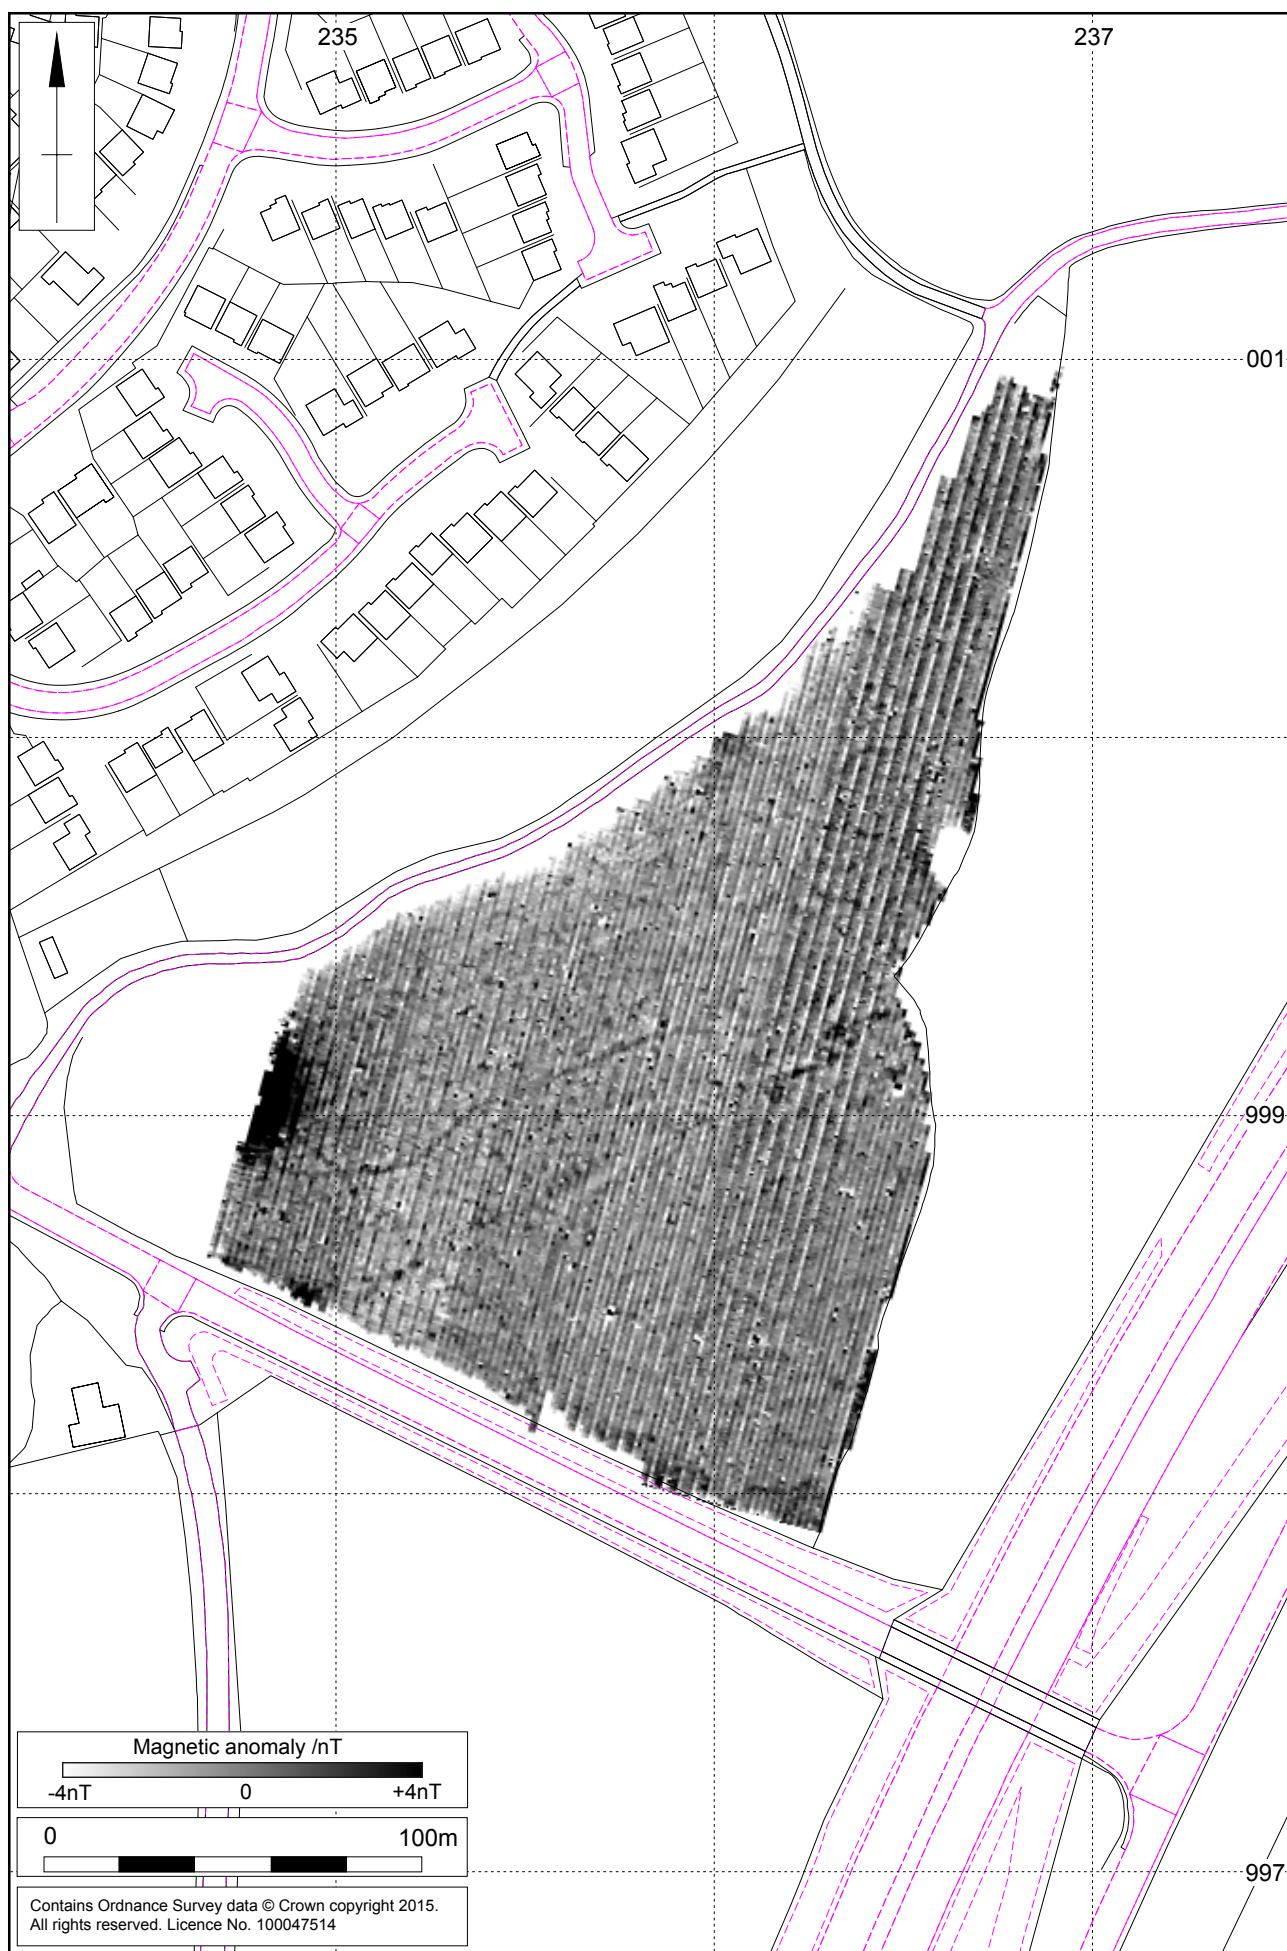 235
237
001
999
997
Magnetic anomaly /nT
-4nT 0 +4nT
0 100m
Contains Ordnance Survey data © Crown copyright 2015.
All rights reserved. Licence No. 100047514